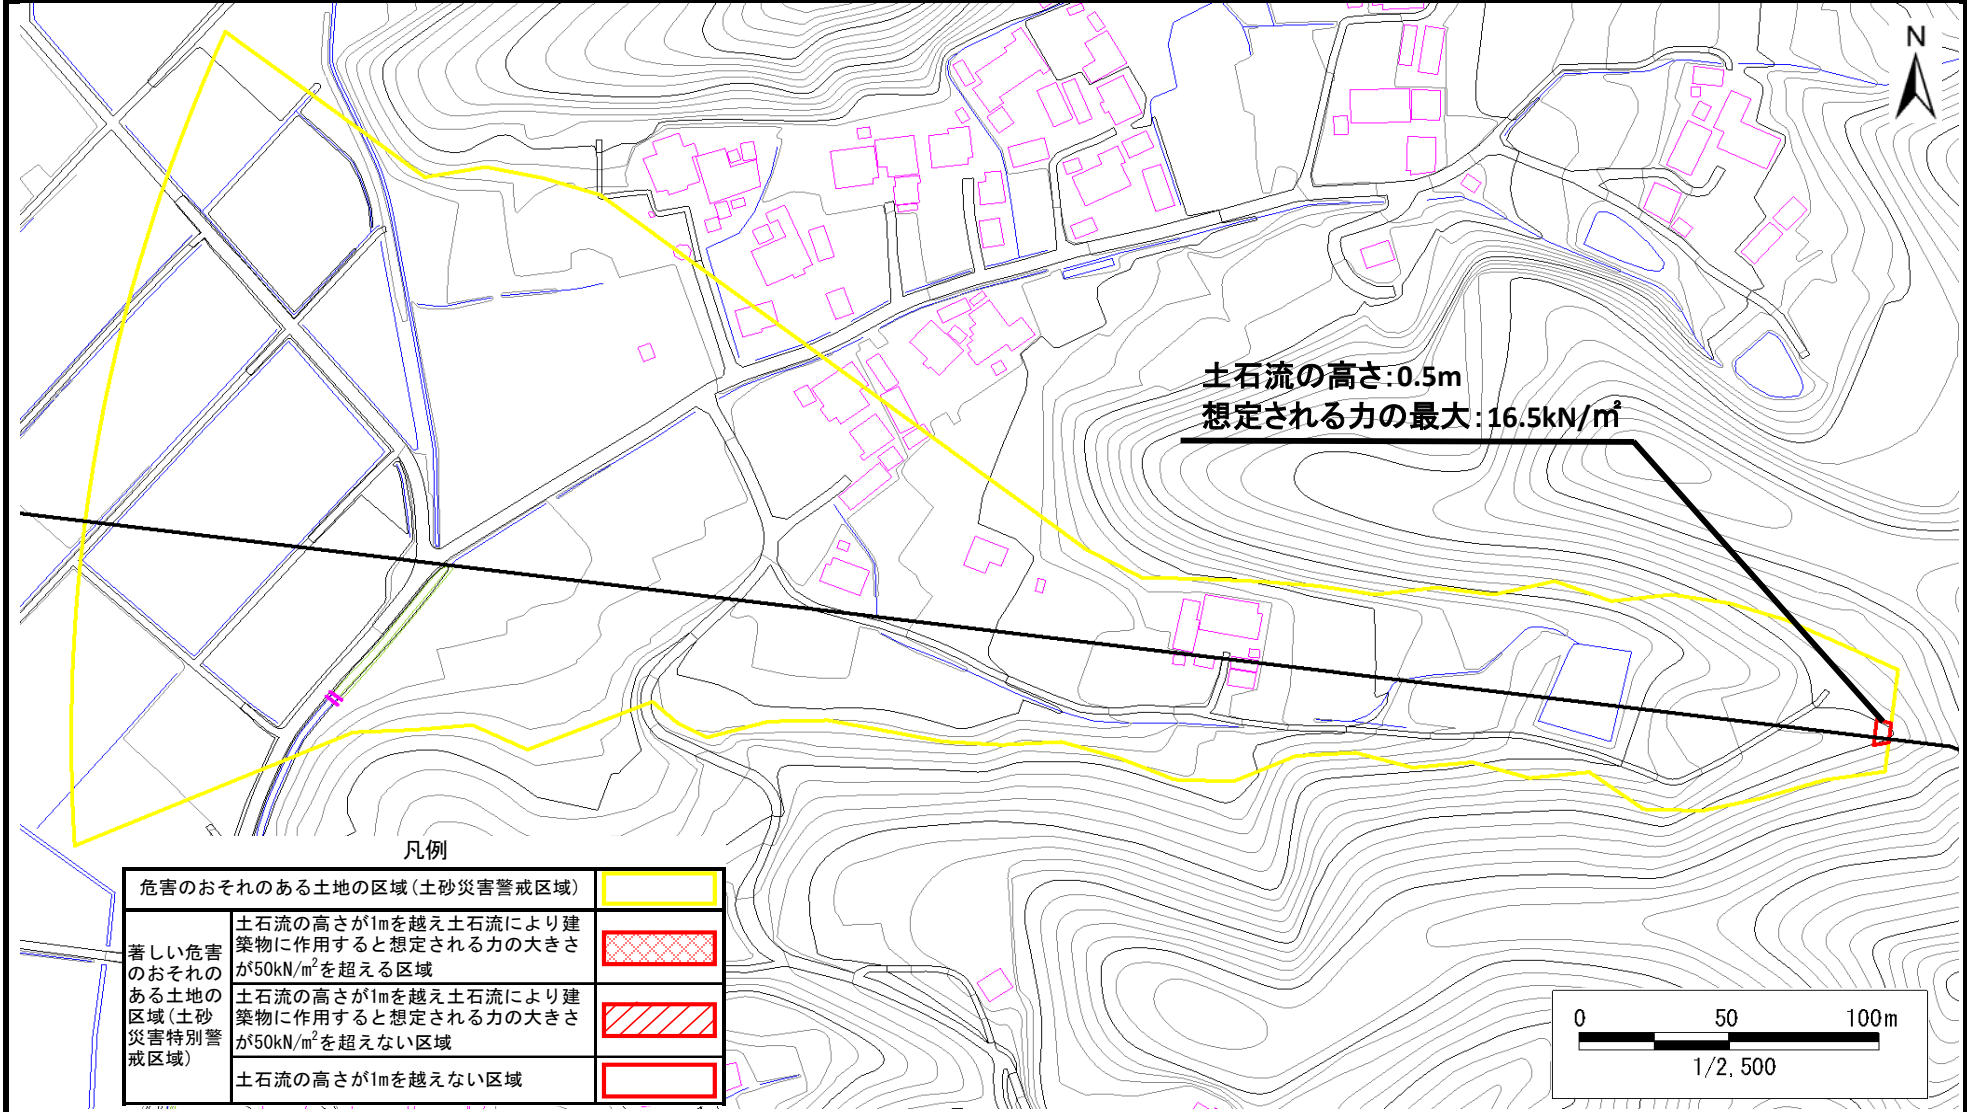 N
土石流の高さ:0.5m
想定される力の最大:16.5kN/㎡
凡例
危害のおそれのある土地の区域(土砂災害警戒区域)
著しい危害
のおそれの
ある土地の
区域(土砂
災害特別警
戒区域)
土石流の高さが1mを越え土石流により建
築物に作用すると想定される力の大きさ
が50kN/m²を超える区域
土石流の高さが1mを越え土石流により建
築物に作用すると想定される力の大きさ
が50kN/m²を超えない区域
土石流の高さが1mを越えない区域
0 50 100m
1/2,500